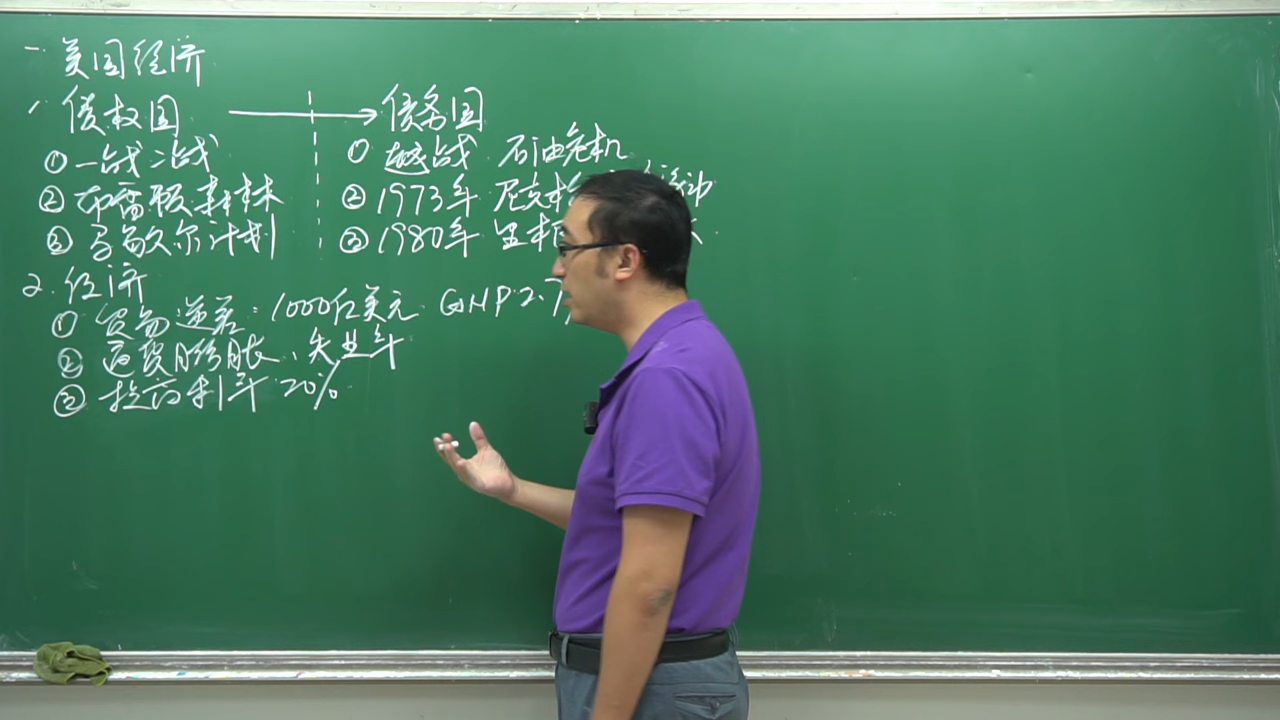 一 美国经济
1 债权国 → 债务国
① 一战 二战
② 布雷顿森林
③ 马歇尔计划
① 越战 石油危机
② 1973年 尼克松
③ 1980年 里根
2. 经济
① 贸易逆差：1000亿美元 GNP 2.7
② 通货膨胀、失业率
③ 拉高利率 20%